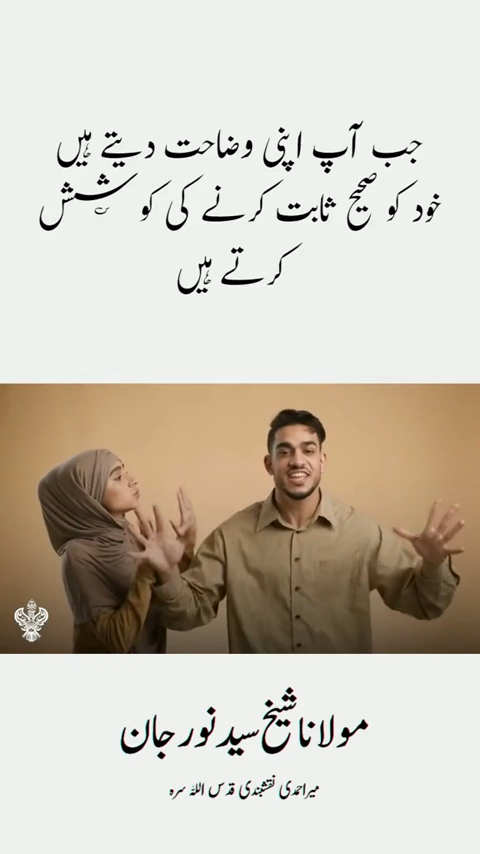 جب آپ اپنی وضاحت دیتے ہیں
خود کو صحیح ثابت کرنے کی کوشش
کرتے ہیں
مولانا شیخ سید نور جان
میراحمدی نقشبندی قدس اللہ سرہ